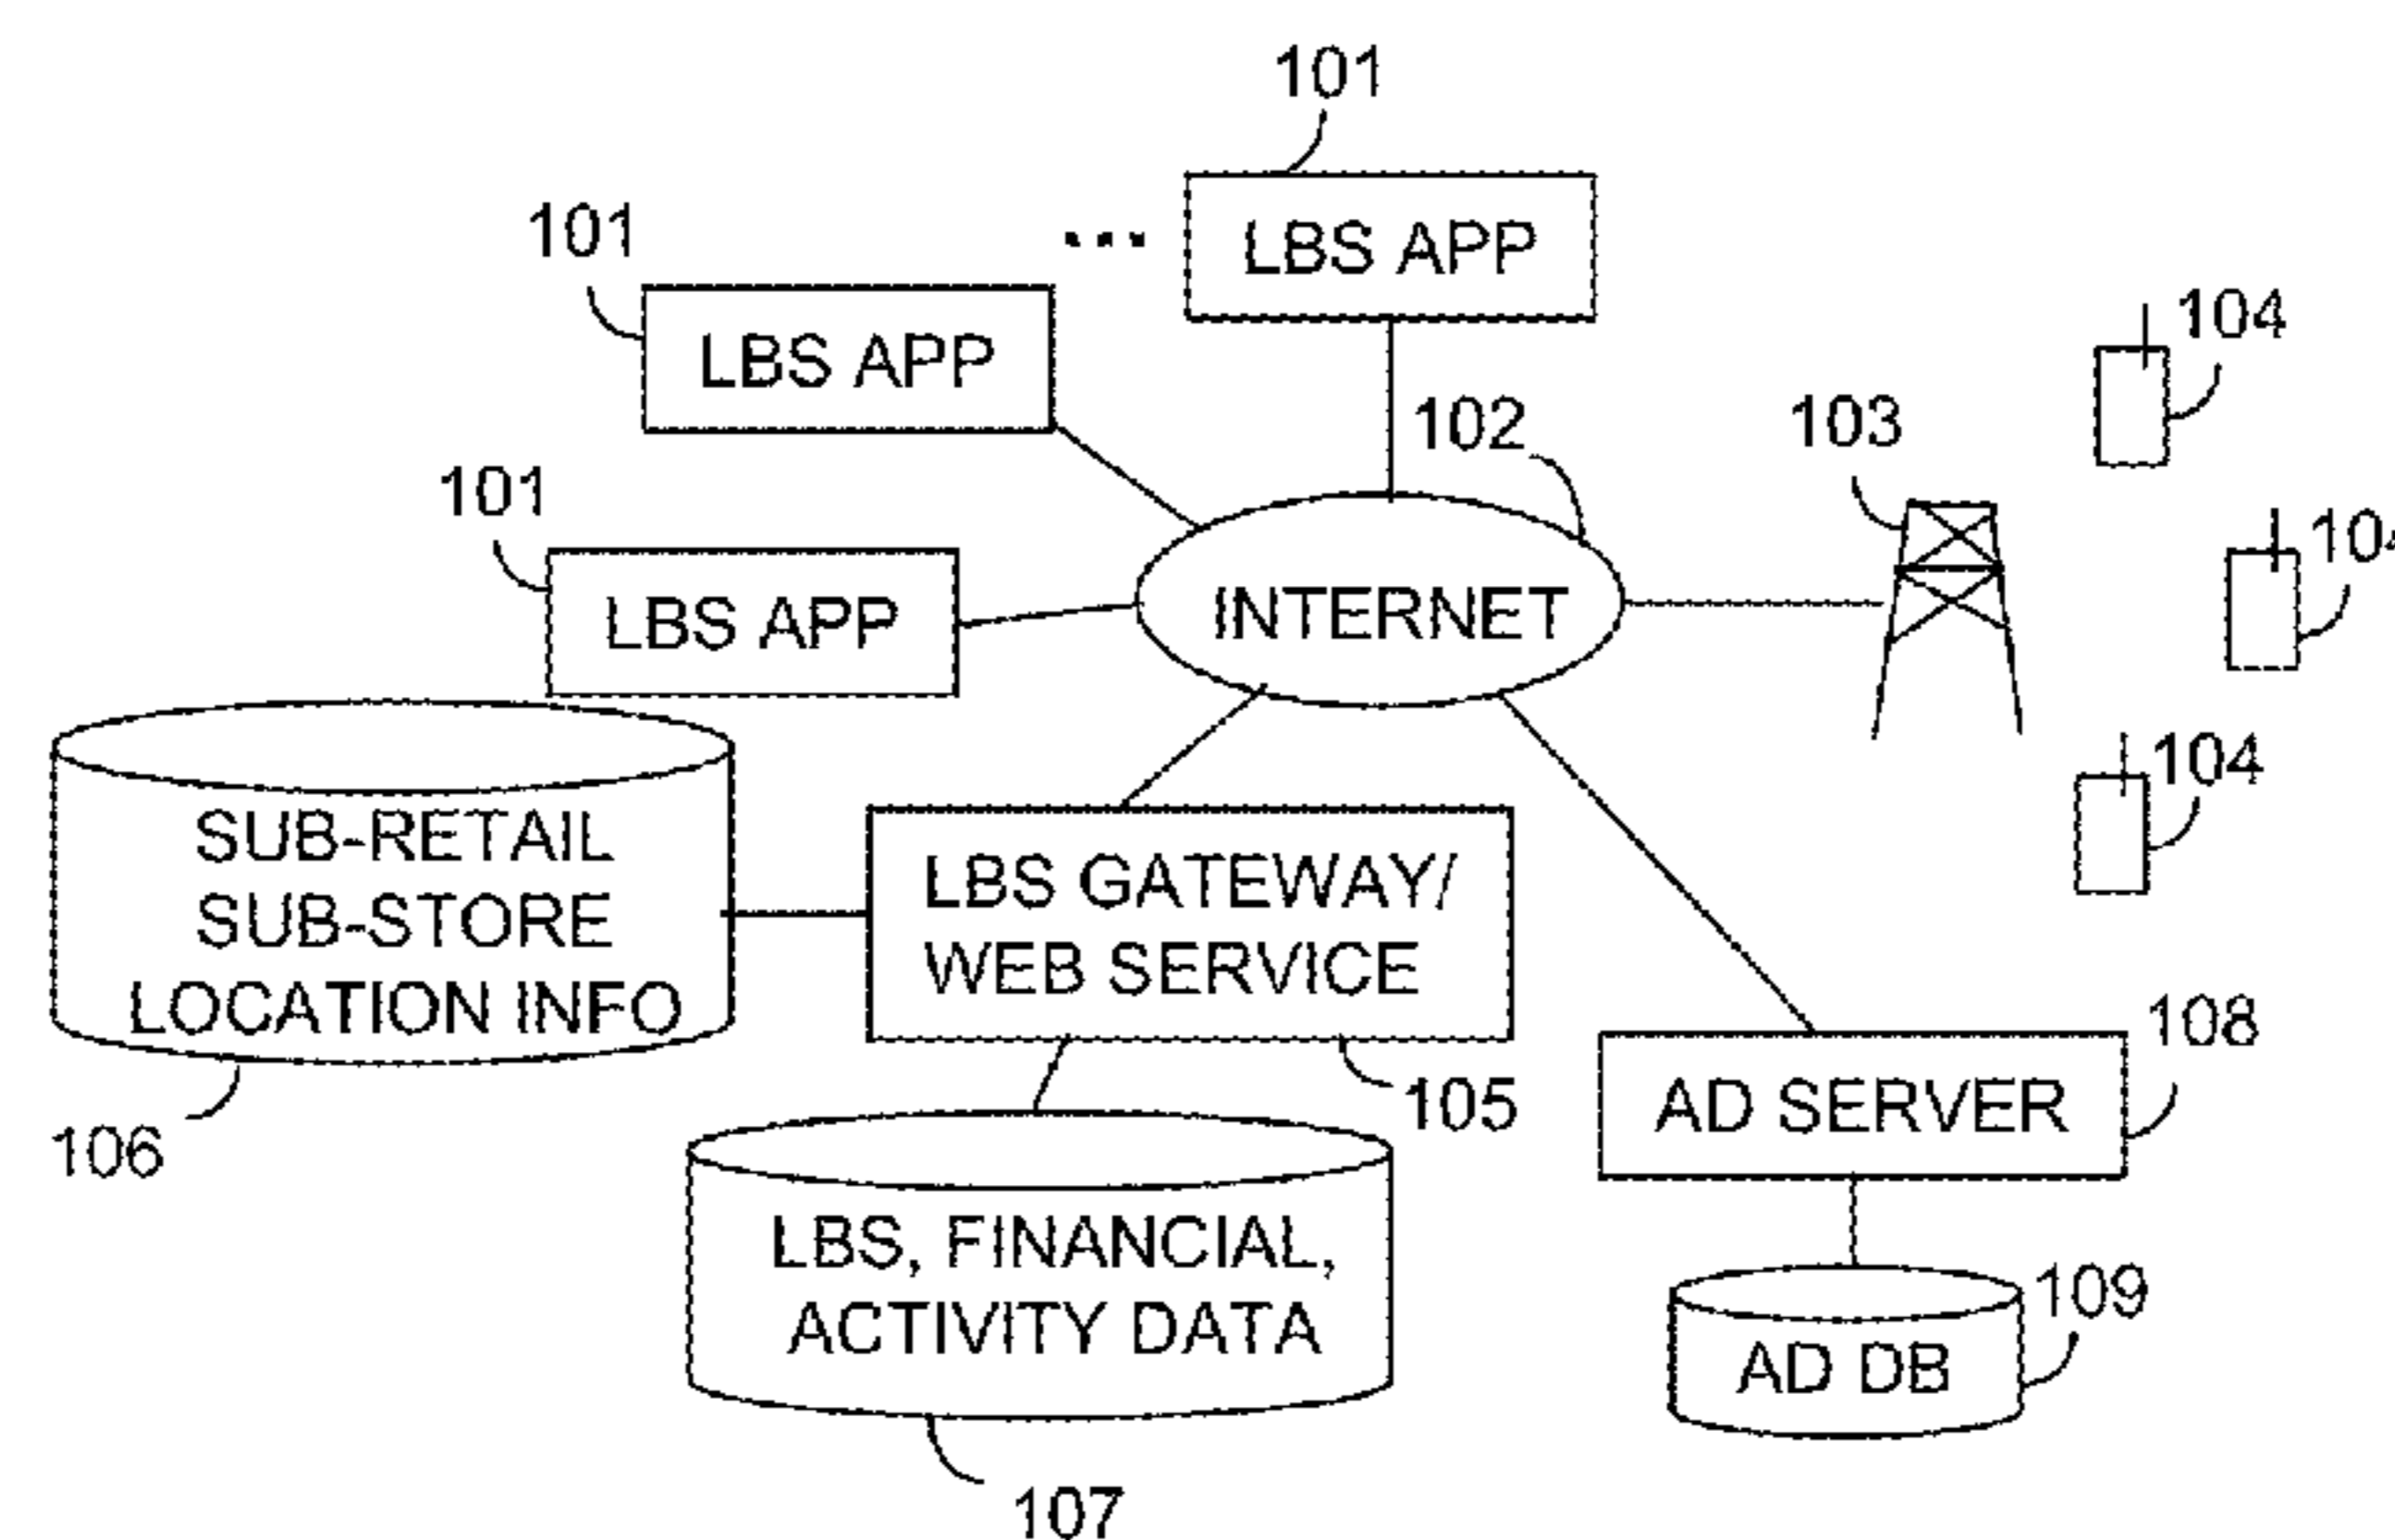 101
LBS APP
101
LBS APP
101
LBS APP
102
INTERNET
103
104
104
104
SUB-RETAIL
SUB-STORE
LOCATION INFO
106
LBS GATEWAY/
WEB SERVICE
105
LBS, FINANCIAL,
ACTIVITY DATA
107
AD SERVER
108
AD DB
109